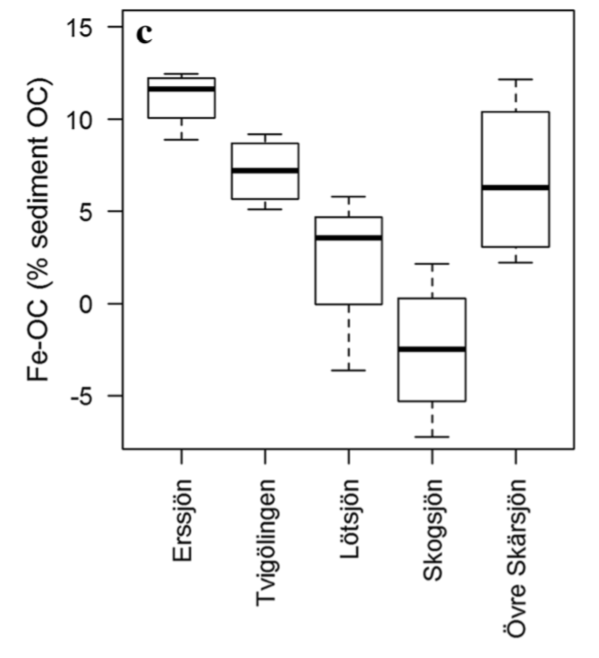 c
Fe-OC (% sediment OC)
15
10
5
0
-5
Erssjön
Tvigölingen
Lötsjön
Skogsjön
Övre Skärsjön